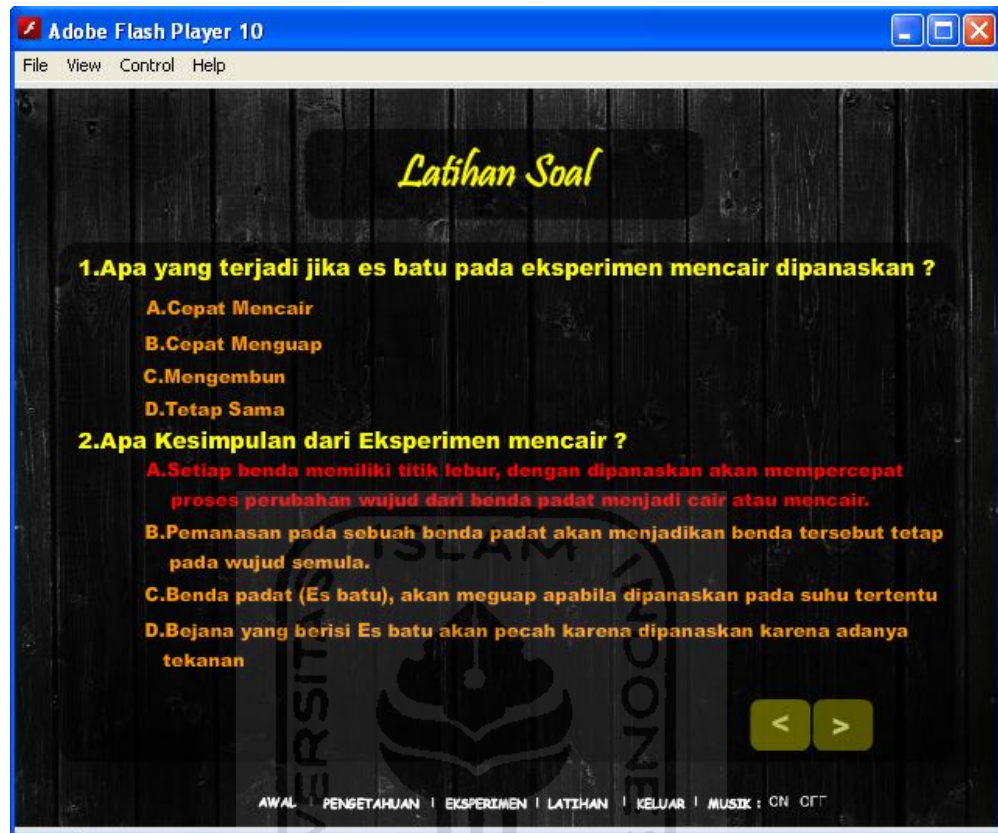 Adobe Flash Player 10
File View Control Help
Latihan Soal
1.Apa yang terjadi jika es batu pada eksperimen mencair dipanaskan ?
A.Cepat Mencair
B.Cepat Menguap
C.Mengembun
D.Tetap Sama
2.Apa Kesimpulan dari Eksperimen mencair ?
A.Setiap benda memiliki titik lebur, dengan dipanaskan akan mempercepat
proses perubahan wujud dari benda padat menjadi cair atau mencair.
B.Pemanasan pada sebuah benda padat akan menjadikan benda tersebut tetap
pada wujud semula.
C.Benda padat (Es batu), akan meguap apabila dipanaskan pada suhu tertentu
D.Bejana yang berisi Es batu akan pecah karena dipanaskan karena adanya
tekanan
< >
AWAL | PENGETAHUAN | EKSPERIMEN | LATIHAN | KELUAR | MUSIK : ON OFF
ISLAM